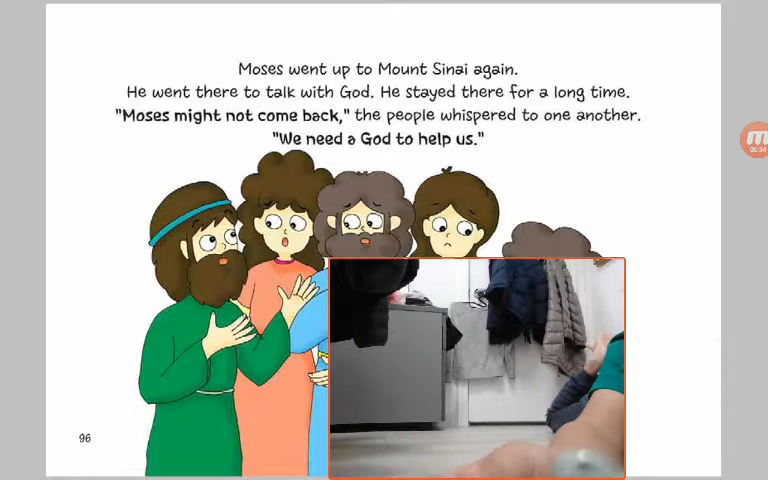 Moses went up to Mount Sinai again.
He went there to talk with God. He stayed there for a long time.
"Moses might not come back," the people whispered to one another.
"We need a God to help us."
06:54
96